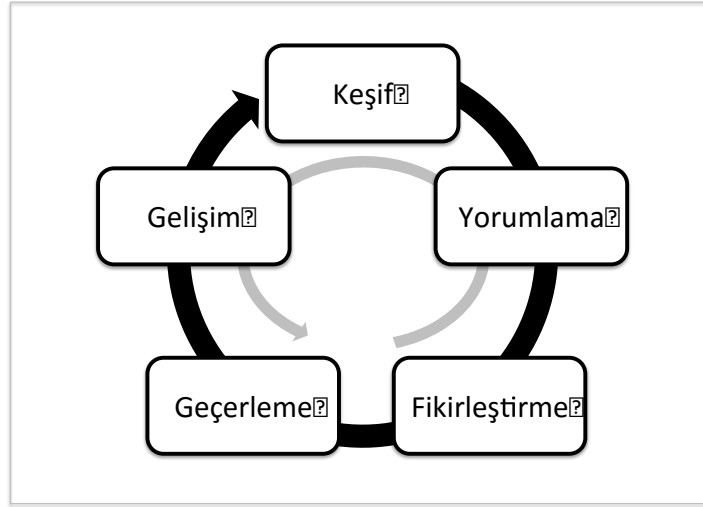 Keşif⍰
Yorumlama⍰
Fikirleştirme⍰
Geçerleme⍰
Gelişim⍰